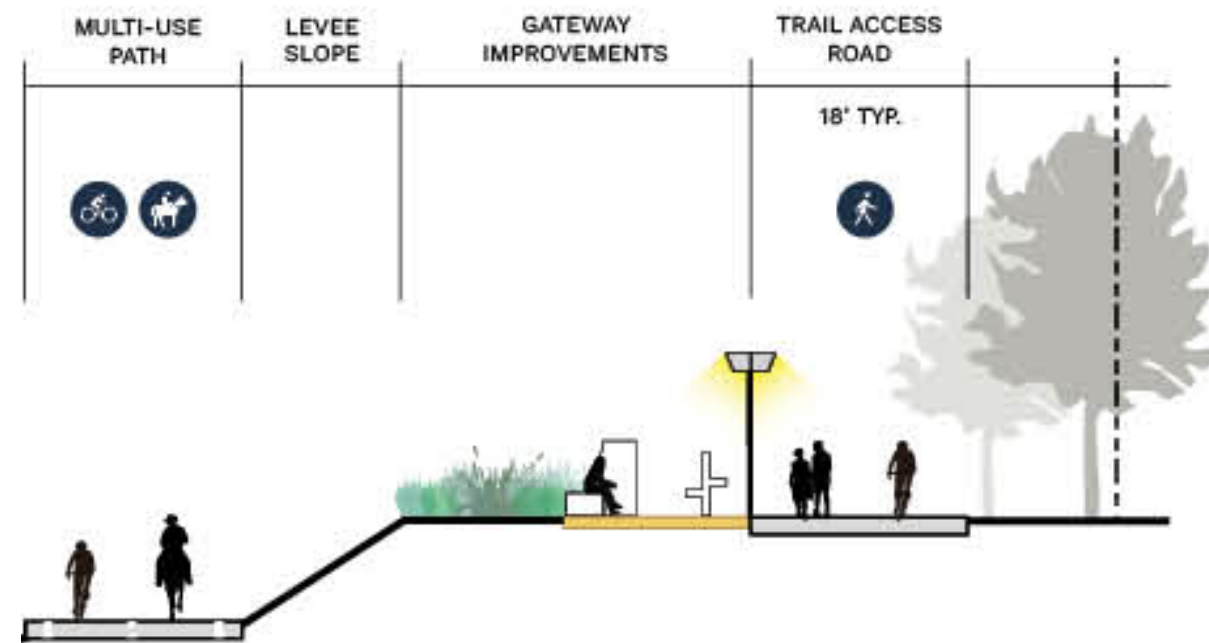 MULTI-USE
PATH
LEVEE
SLOPE
GATEWAY
IMPROVEMENTS
TRAIL ACCESS
ROAD
18' TYP.